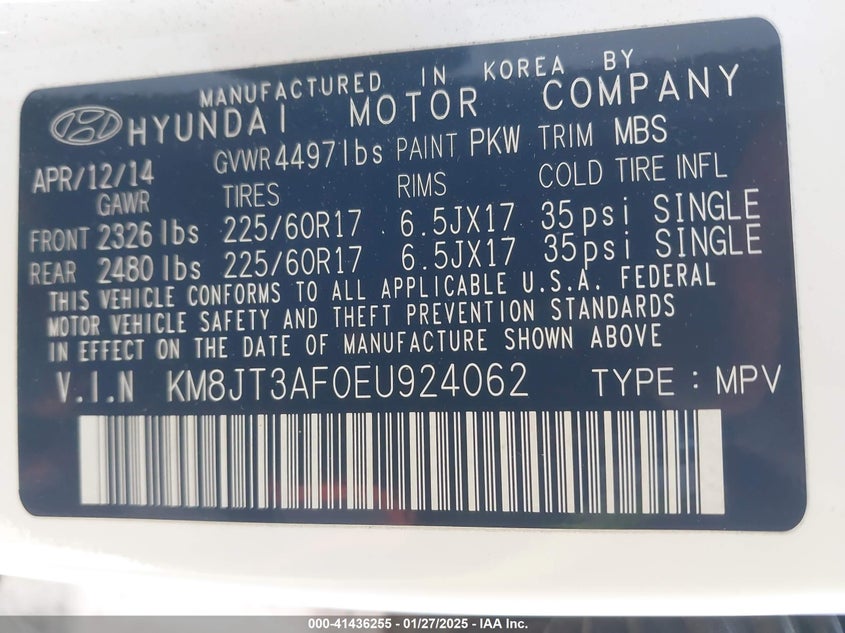 MANUFACTURED IN KOREA BY
HYUNDAI MOTOR COMPANY
APR/12/14 GVWR 4497lbs PAINT PKW TRIM MBS
GAWR TIRES RIMS COLD TIRE INFL
FRONT 2326 lbs 225/60R17 6.5JX17 35psi SINGLE
REAR 2480 lbs 225/60R17 6.5JX17 35psi SINGLE
THIS VEHICLE CONFORMS TO ALL APPLICABLE U.S.A. FEDERAL
MOTOR VEHICLE SAFETY AND THEFT PREVENTION STANDARDS
IN EFFECT ON THE DATE OF MANUFACTURE SHOWN ABOVE
V.I.N KM8JT3AF0EU924062 TYPE : MPV
000-41436255 - 01/27/2025 - IAA Inc.